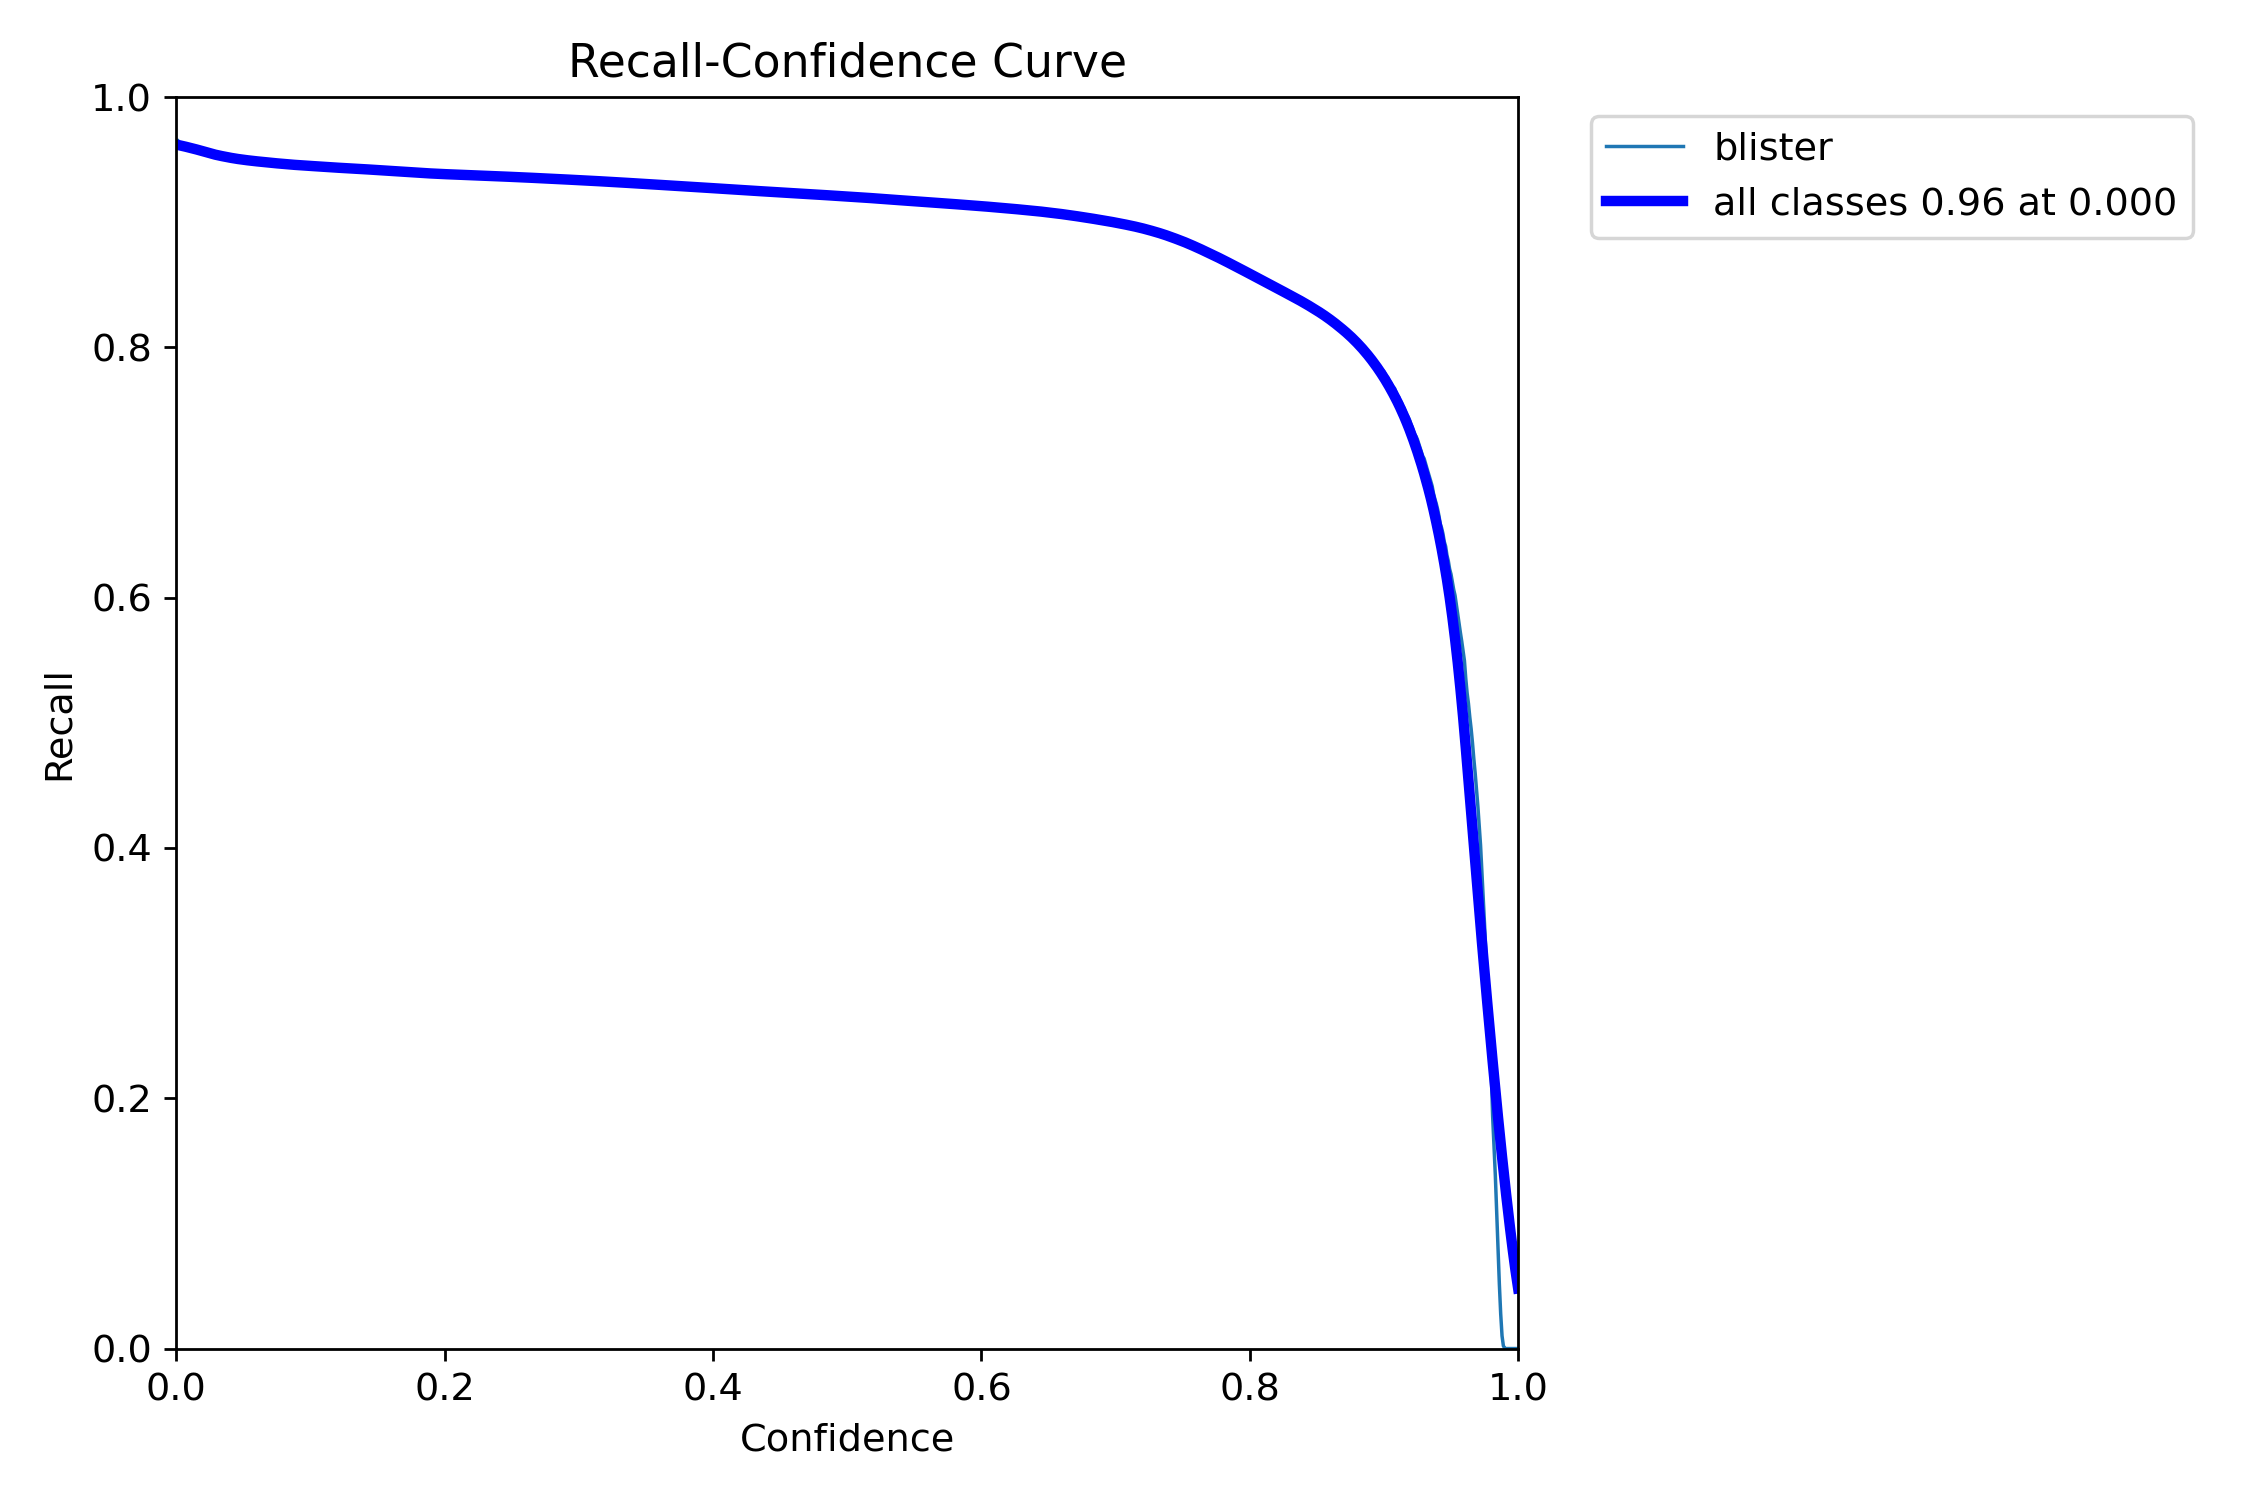 Recall-Confidence Curve
1.0
0.8
0.6
0.4
0.2
0.0
Recall
0.0 0.2 0.4 0.6 0.8 1.0
Confidence
blister
all classes 0.96 at 0.000